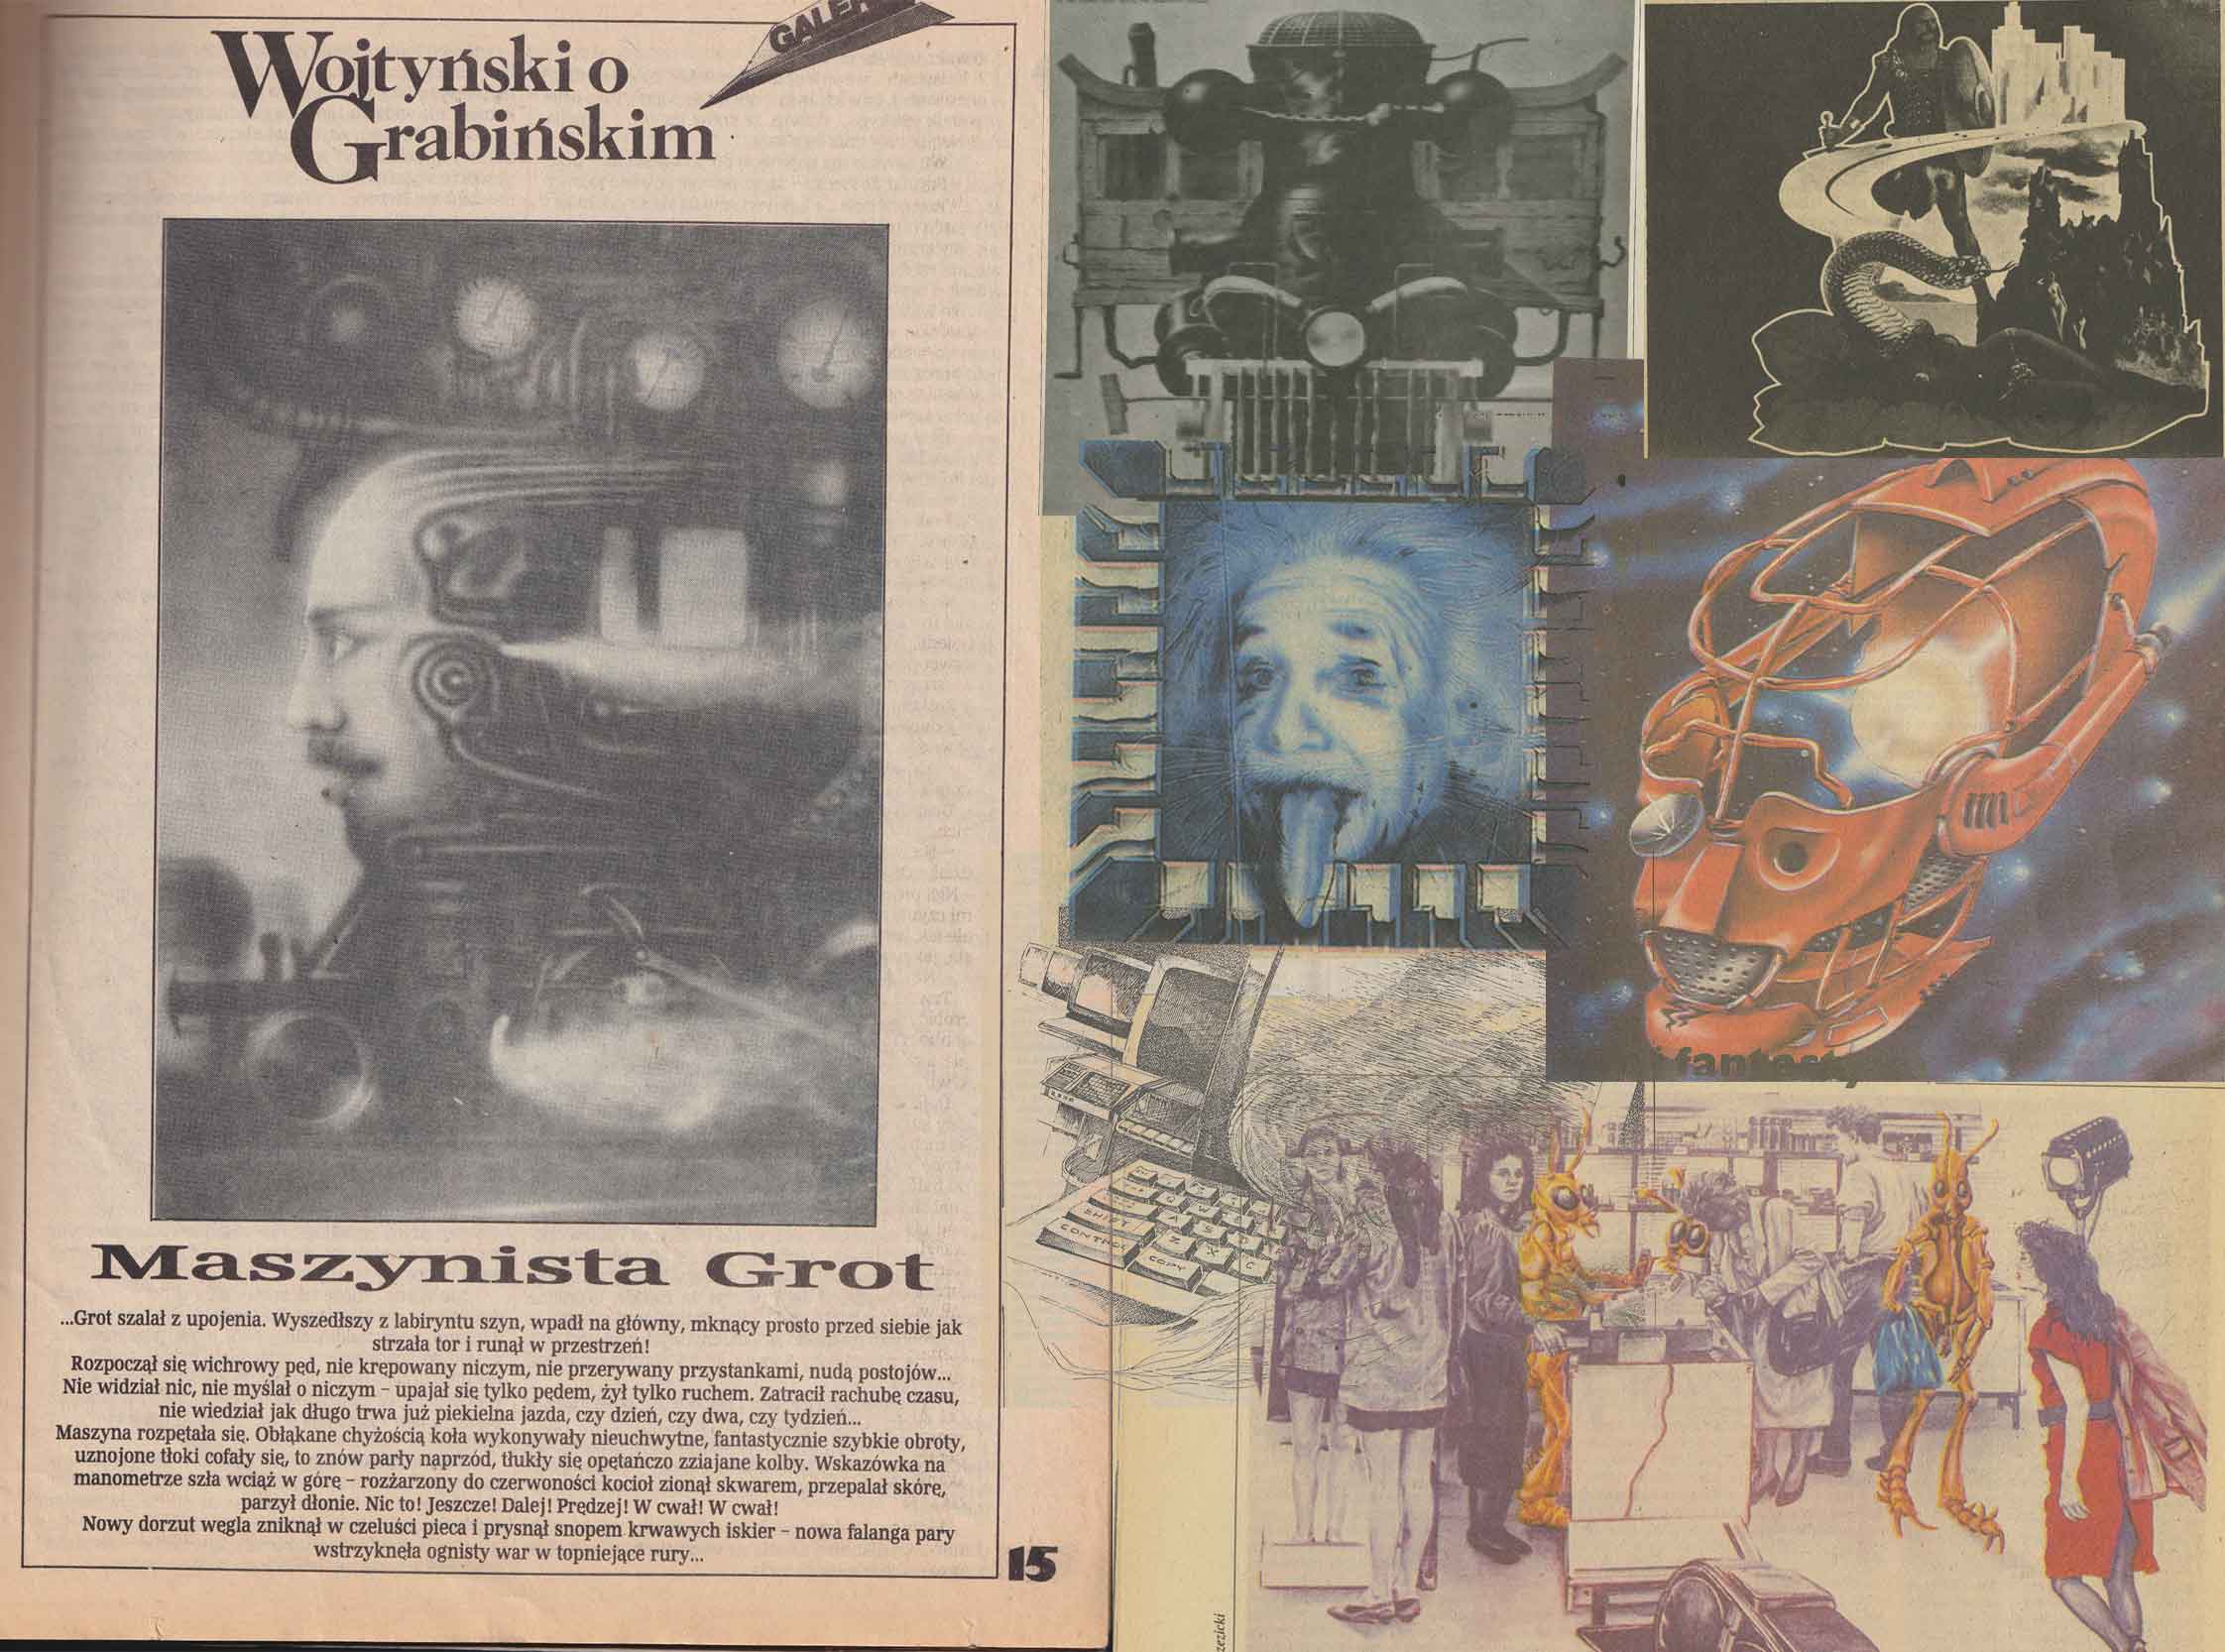 Wojtyński o
Grabińskim
Maszynista Grot
...Grot szalał z upojenia. Wyszedłszy z labiryntu szyn, wpadł na główny, mknący prosto przed siebie jak
strzała tor i runął w przestrzeń!
Rozpoczął się wichrowy pęd, nie krępowany niczym, nie przerywany przystankami, nudą postojów...
Nie widział nic, nie myślał o niczym – upajał się tylko pędem, żył tylko ruchem. Zatracił rachubę czasu,
nie wiedział jak długo trwa już piekielna jazda, czy dzień, czy dwa, czy tydzień...
Maszyna rozpętała się. Obłąkane chyżością koła wykonywały nieuchwytne, fantastycznie szybkie obroty,
uznojone tłoki cofały się, to znów parły naprzód, tłukły się opętańczo zziajane kolby. Wskazówka na
manometrze szła wciąż w górę – rozżarzony do czerwoności kocioł zionął skwarem, przepalał skórę,
parzył dłonie. Nic to! Jeszcze! Dalej! Prędzej! W cwał! W cwał!
Nowy dorzut węgla zniknął w czeluści pieca i prysnął snopem krwawych iskier – nowa falanga pary
wstrzyknęła ognisty war w topniejące rury...
15
SHIFT
CONTROL
COPY
Z X C